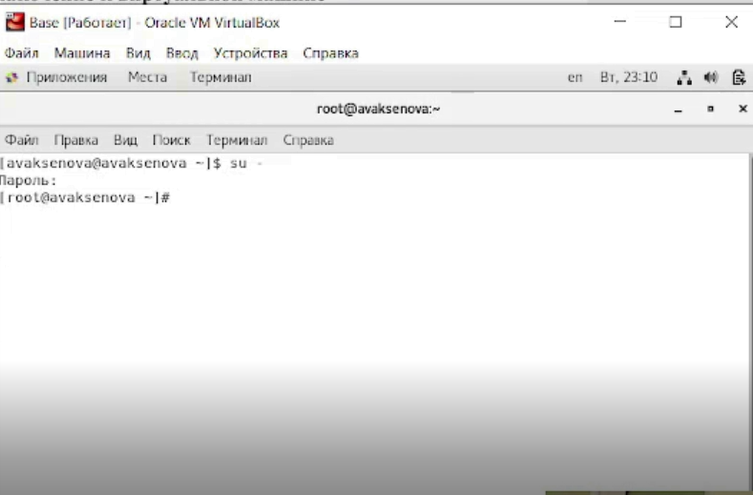 Base [Работает] - Oracle VM VirtualBox
Файл Машина Вид Ввод Устройства Справка
Приложения Места Терминал en Вт, 23:10
root@avaksenova:~
Файл Правка Вид Поиск Терминал Справка
[avaksenova@avaksenova ~]$ su -
Пароль:
[root@avaksenova ~]#